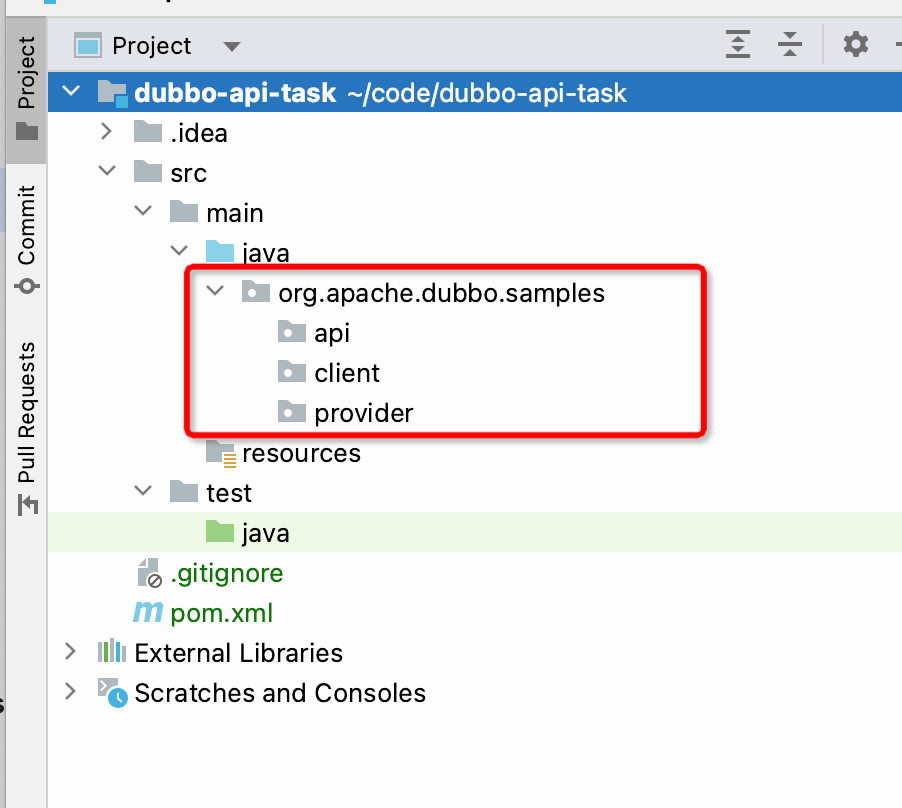 Project
dubbo-api-task ~/code/dubbo-api-task
.idea
src
main
java
org.apache.dubbo.samples
api
client
provider
resources
test
java
.gitignore
m pom.xml
External Libraries
Scratches and Consoles
Project
Commit
Pull Requests